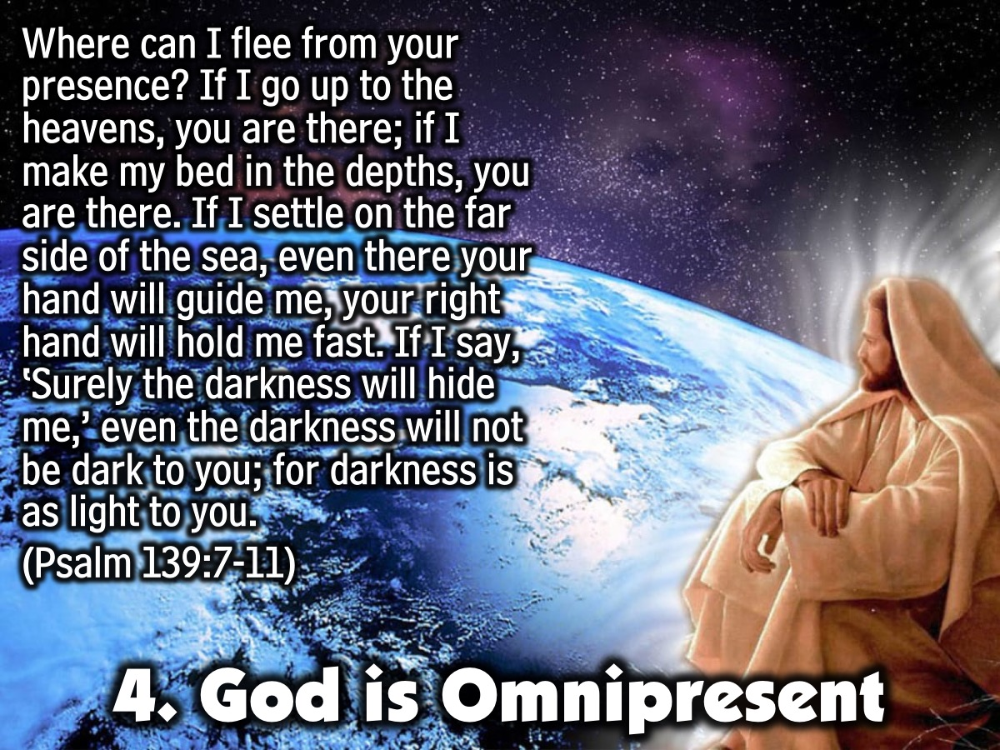 Where can I flee from your
presence? If I go up to the
heavens, you are there; if I
make my bed in the depths, you
are there. If I settle on the far
side of the sea, even there your
hand will guide me, your right
hand will hold me fast. If I say,
‘Surely the darkness will hide
me,’ even the darkness will not
be dark to you; for darkness is
as light to you.
(Psalm 139:7-11)
4. God is Omnipresent